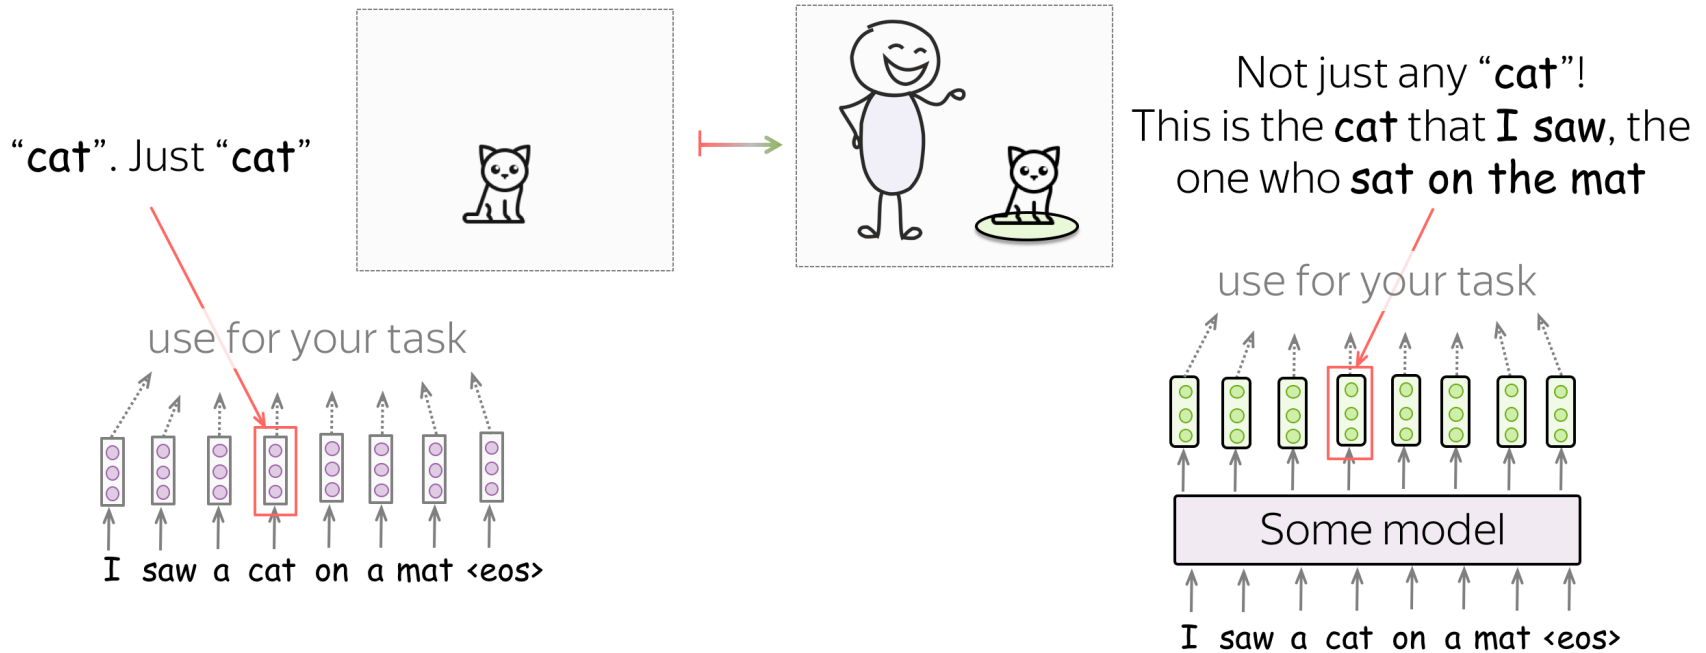 “cat”. Just “cat”
use for your task
I saw a cat on a mat <eos>
Not just any “cat”!
This is the cat that I saw, the
one who sat on the mat
use for your task
Some model
I saw a cat on a mat <eos>